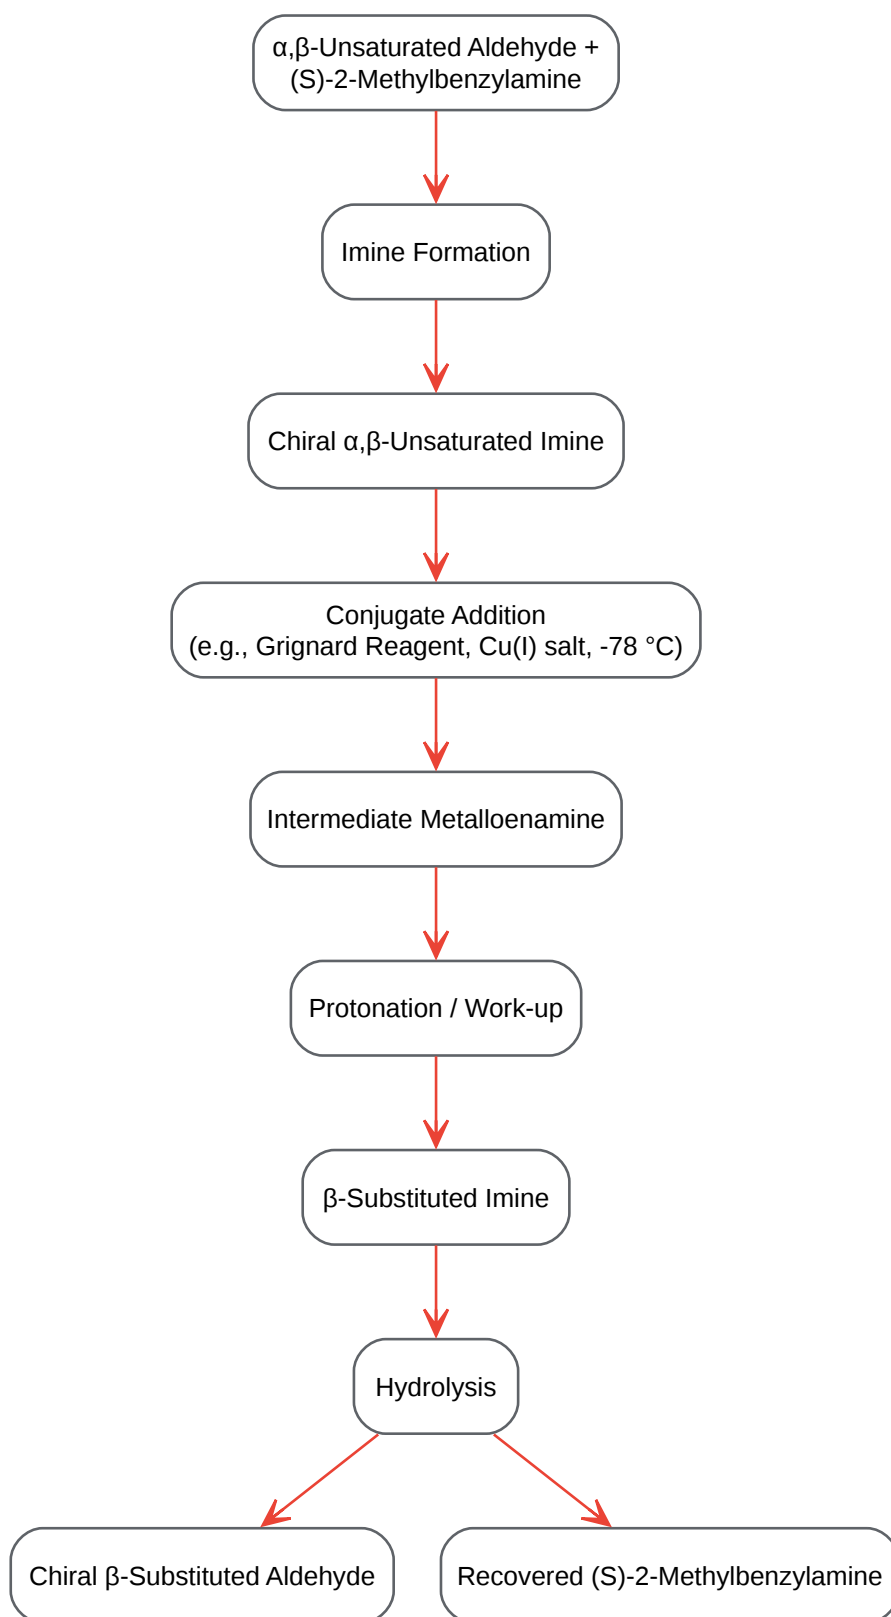 α,β-Unsaturated Aldehyde +
(S)-2-Methylbenzylamine
Imine Formation
Chiral α,β-Unsaturated Imine
Conjugate Addition
(e.g., Grignard Reagent, Cu(I) salt, -78 °C)
Intermediate Metalloenamine
Protonation / Work-up
β-Substituted Imine
Hydrolysis
Chiral β-Substituted Aldehyde
Recovered (S)-2-Methylbenzylamine